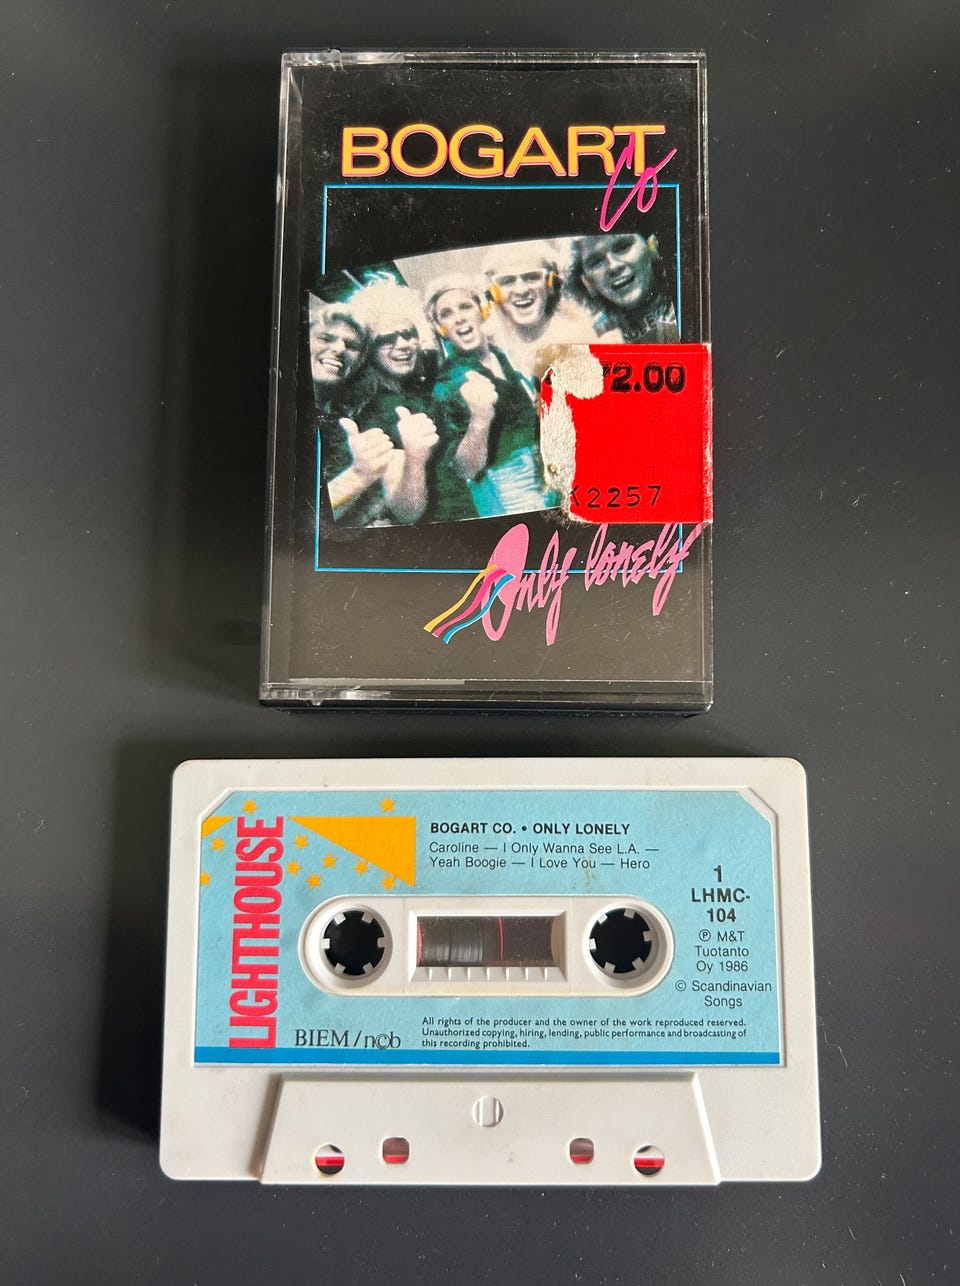 BOGART
Co
72.00
K2257
Only lonely
LIGHTHOUSE
BOGART CO. • ONLY LONELY
Caroline — I Only Wanna See L.A. —
Yeah Boogie — I Love You — Hero
1
LHMC-
104
Ⓟ M&T
Tuotanto
Oy 1986
© Scandinavian
Songs
BIEM/ncb
All rights of the producer and the owner of the work reproduced reserved.
Unauthorized copying, hiring, lending, public performance and broadcasting of
this recording prohibited.